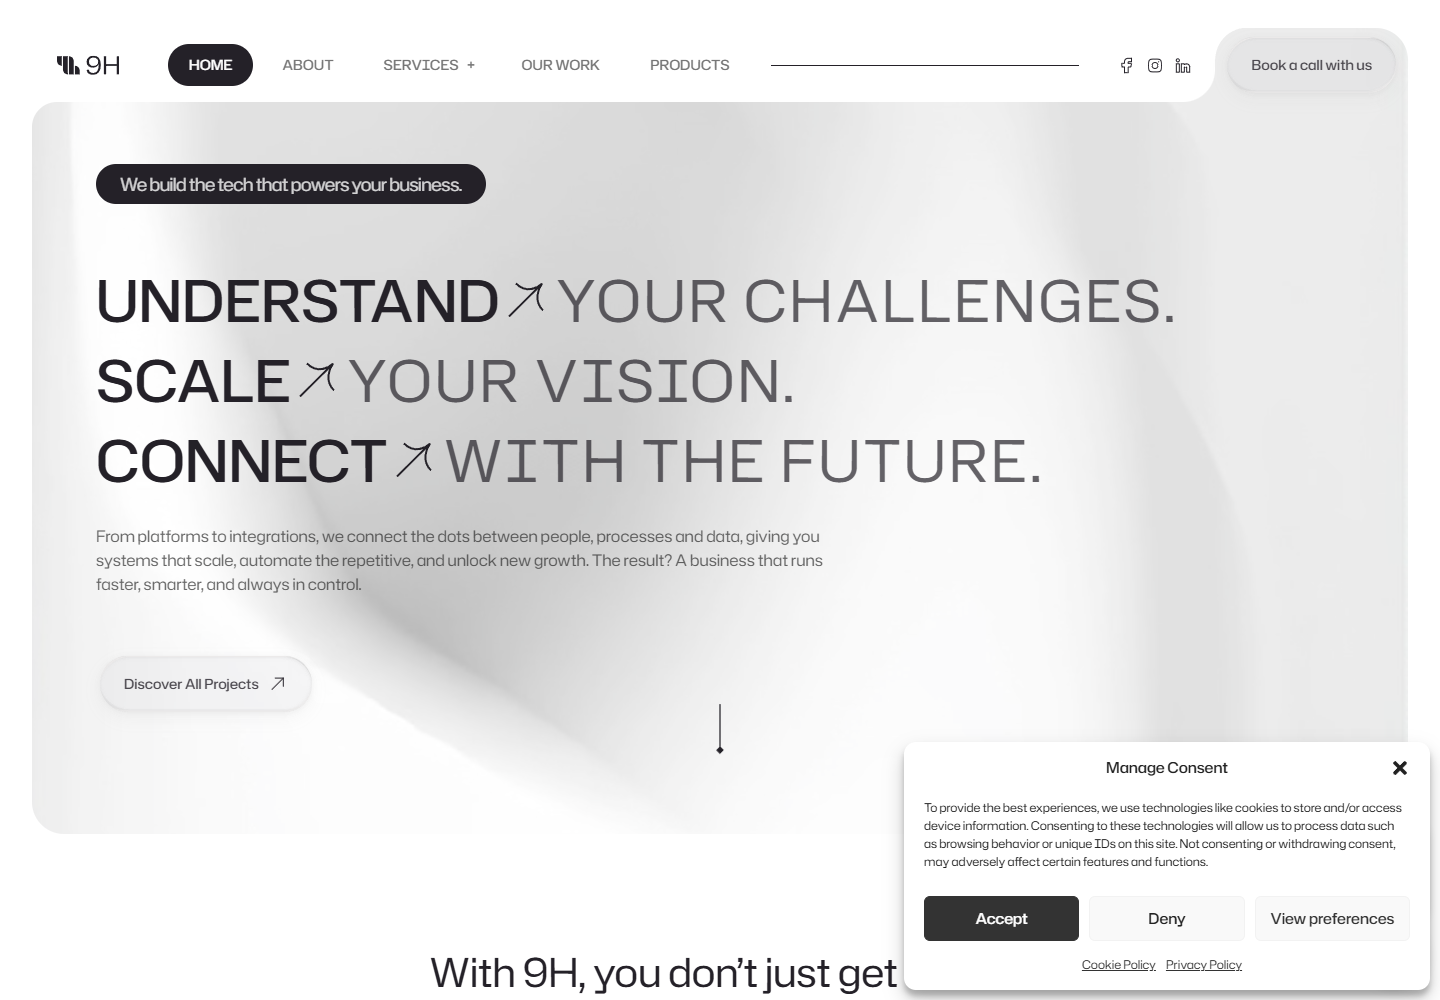 9H
HOME
ABOUT
SERVICES +
OUR WORK
PRODUCTS
Book a call with us
We build the tech that powers your business.
UNDERSTAND YOUR CHALLENGES.
SCALE YOUR VISION.
CONNECT WITH THE FUTURE.
From platforms to integrations, we connect the dots between people, processes and data, giving you
systems that scale, automate the repetitive, and unlock new growth. The result? A business that runs
faster, smarter, and always in control.
Discover All Projects
Manage Consent
To provide the best experiences, we use technologies like cookies to store and/or access
device information. Consenting to these technologies will allow us to process data such
as browsing behavior or unique IDs on this site. Not consenting or withdrawing consent,
may adversely affect certain features and functions.
Accept
Deny
View preferences
Cookie Policy
Privacy Policy
With 9H, you don’t just get